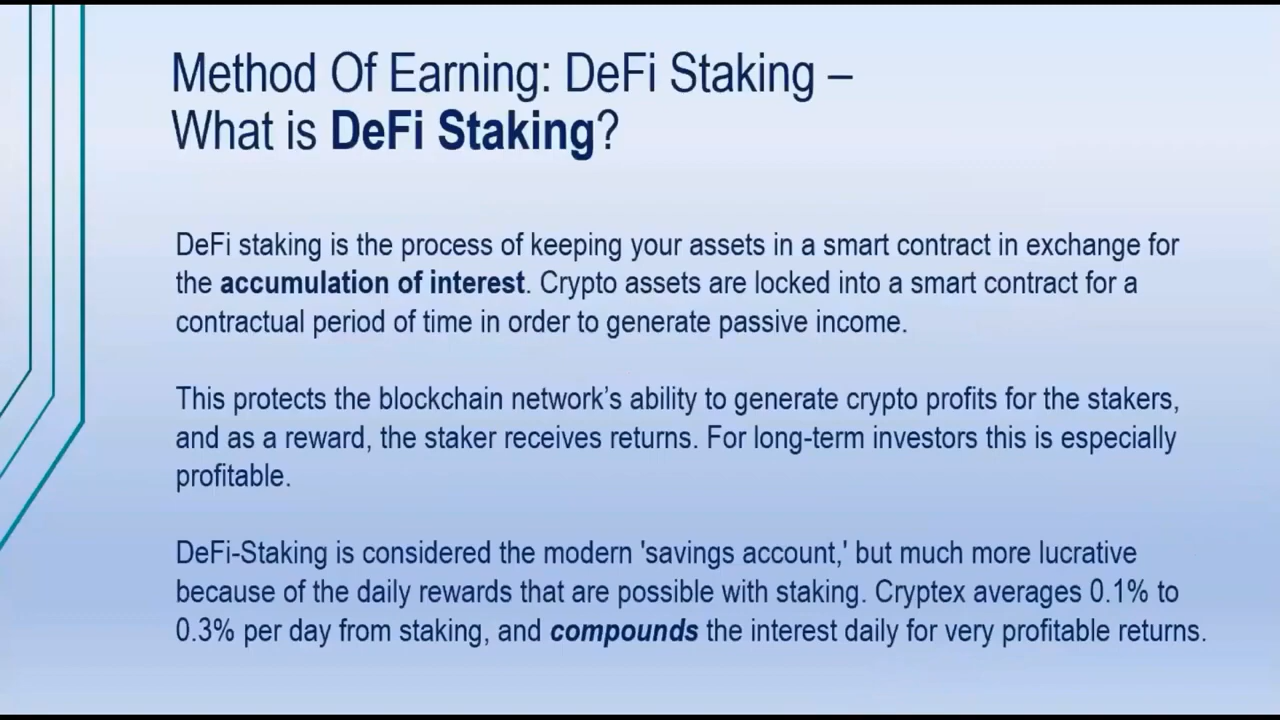 Method Of Earning: DeFi Staking –
What is DeFi Staking?
DeFi staking is the process of keeping your assets in a smart contract in exchange for
the accumulation of interest. Crypto assets are locked into a smart contract for a
contractual period of time in order to generate passive income.
This protects the blockchain network’s ability to generate crypto profits for the stakers,
and as a reward, the staker receives returns. For long-term investors this is especially
profitable.
DeFi-Staking is considered the modern 'savings account,' but much more lucrative
because of the daily rewards that are possible with staking. Cryptex averages 0.1% to
0.3% per day from staking, and compounds the interest daily for very profitable returns.